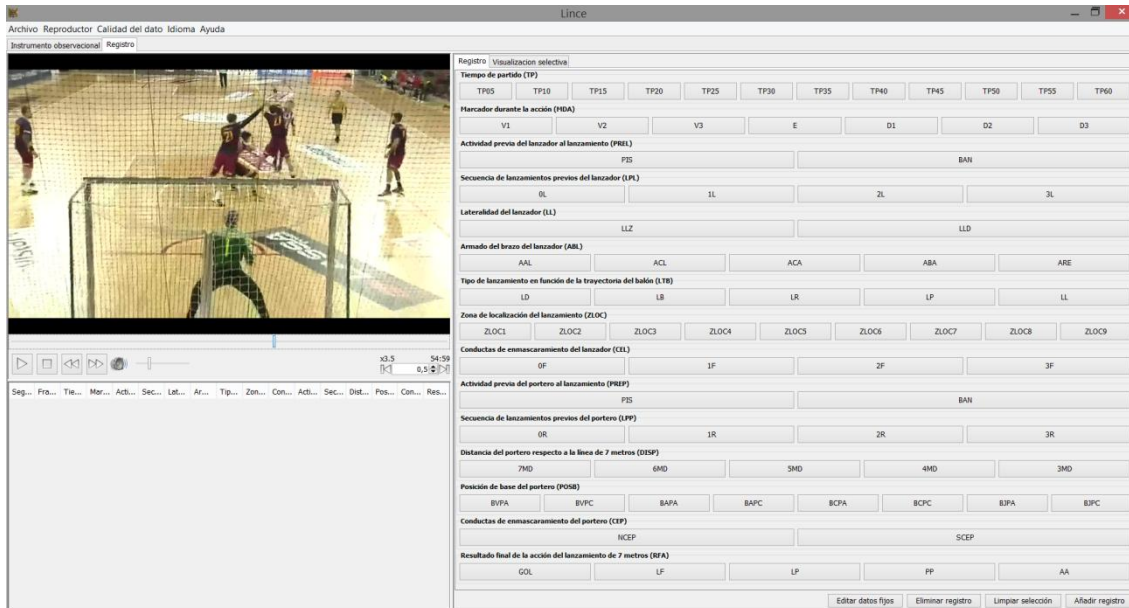 Lince
Archivo Reproductor Calidad del dato Idioma Ayuda
Instrumento observacional Registro
x3.5 54:59
0,5
Seg... Fra... Tie... Mar... Acti... Sec... Lat... Ar... Tip... Zon... Con... Acti... Sec... Dist... Pos... Con... Res...
Registro Visualizacion selectiva
Tiempo de partido (TP)
TP05 TP10 TP15 TP20 TP25 TP30 TP35 TP40 TP45 TP50 TP55 TP60
Marcador durante la acción (MDA)
V1 V2 V3 E D1 D2 D3
Actividad previa del lanzador al lanzamiento (PREL)
PIS BAN
Secuencia de lanzamientos previos del lanzador (LPL)
0L 1L 2L 3L
Lateralidad del lanzador (LL)
LLZ LLD
Armado del brazo del lanzador (ABL)
AAL ACL ACA ABA ARE
Tipo de lanzamiento en función de la trayectoria del balón (LTB)
LD LB LR LP LL
Zona de localización del lanzamiento (ZLOC)
ZLOC1 ZLOC2 ZLOC3 ZLOC4 ZLOC5 ZLOC6 ZLOC7 ZLOC8 ZLOC9
Conductas de enmascaramiento del lanzador (CEL)
0F 1F 2F 3F
Actividad previa del portero al lanzamiento (PREP)
PIS BAN
Secuencia de lanzamientos previos del portero (LPP)
0R 1R 2R 3R
Distancia del portero respecto a la línea de 7 metros (DISP)
7MD 6MD 5MD 4MD 3MD
Posición de base del portero (POSB)
BVPA BVPC BAPA BAPC BCPA BCPC BJPA BJPC
Conductas de enmascaramiento del portero (CEP)
NCEP SCEP
Resultado final de la acción del lanzamiento de 7 metros (RFA)
GOL LF LP PP AA
Editar datos fijos Eliminar registro Limpiar selección Añadir registro